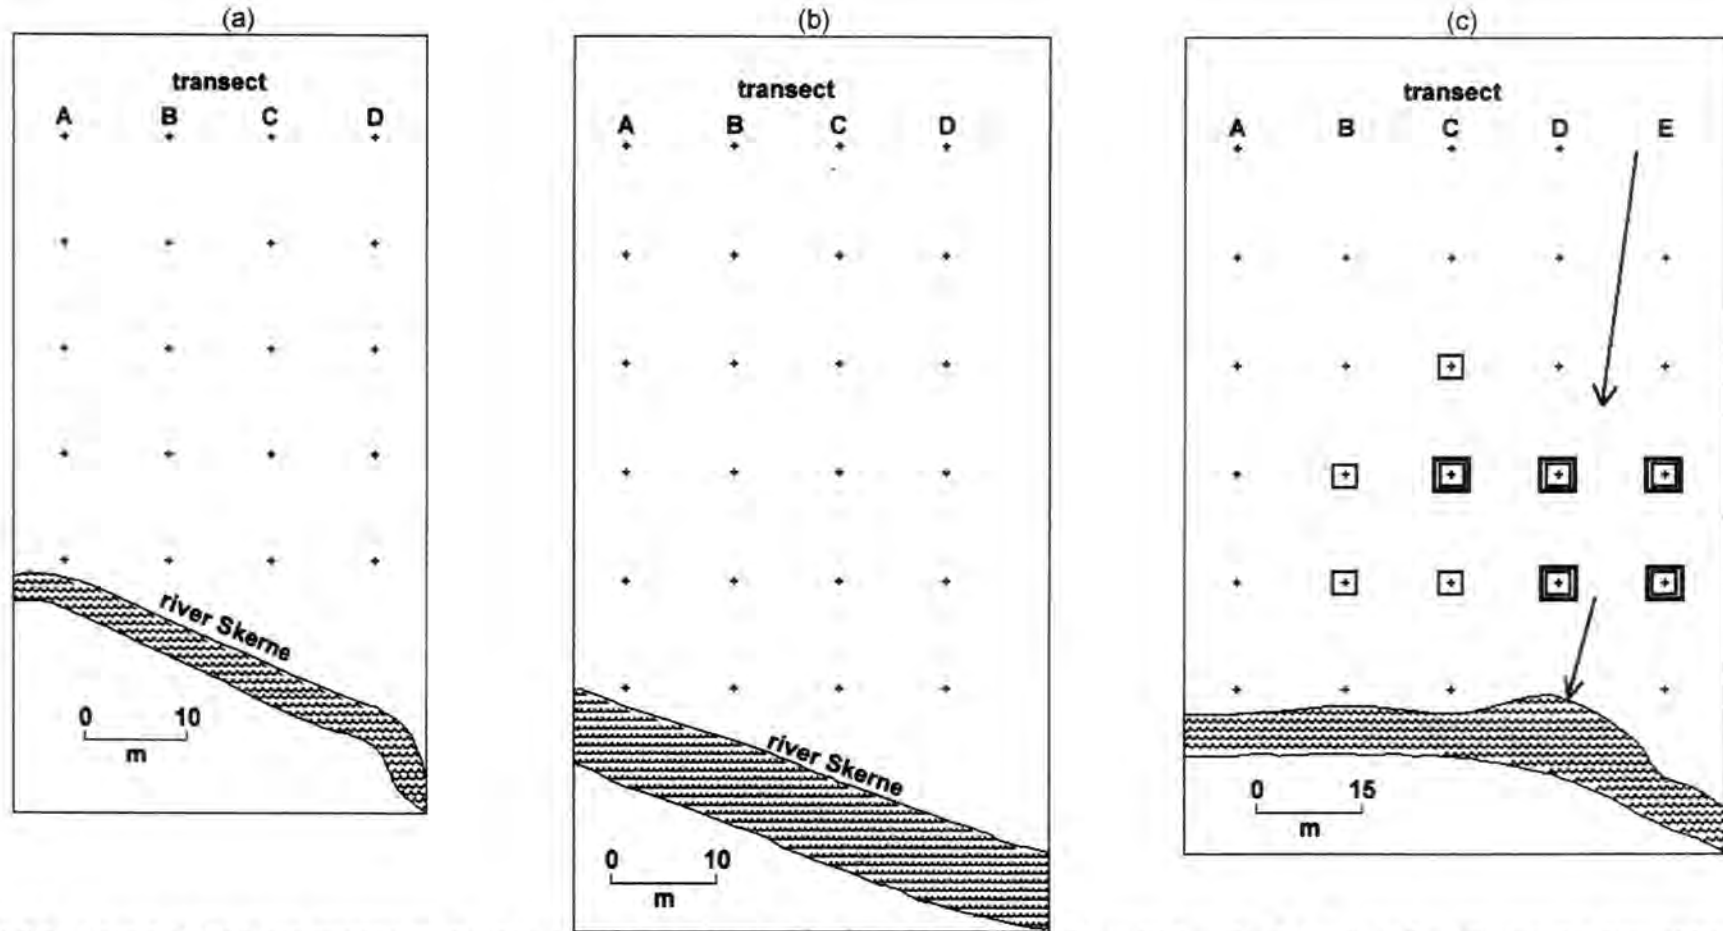 (a)
transect
A B C D
river Skerne
0 10
m
(b)
transect
A B C D
river Skerne
0 10
m
(c)
transect
A B C D E
0 15
m